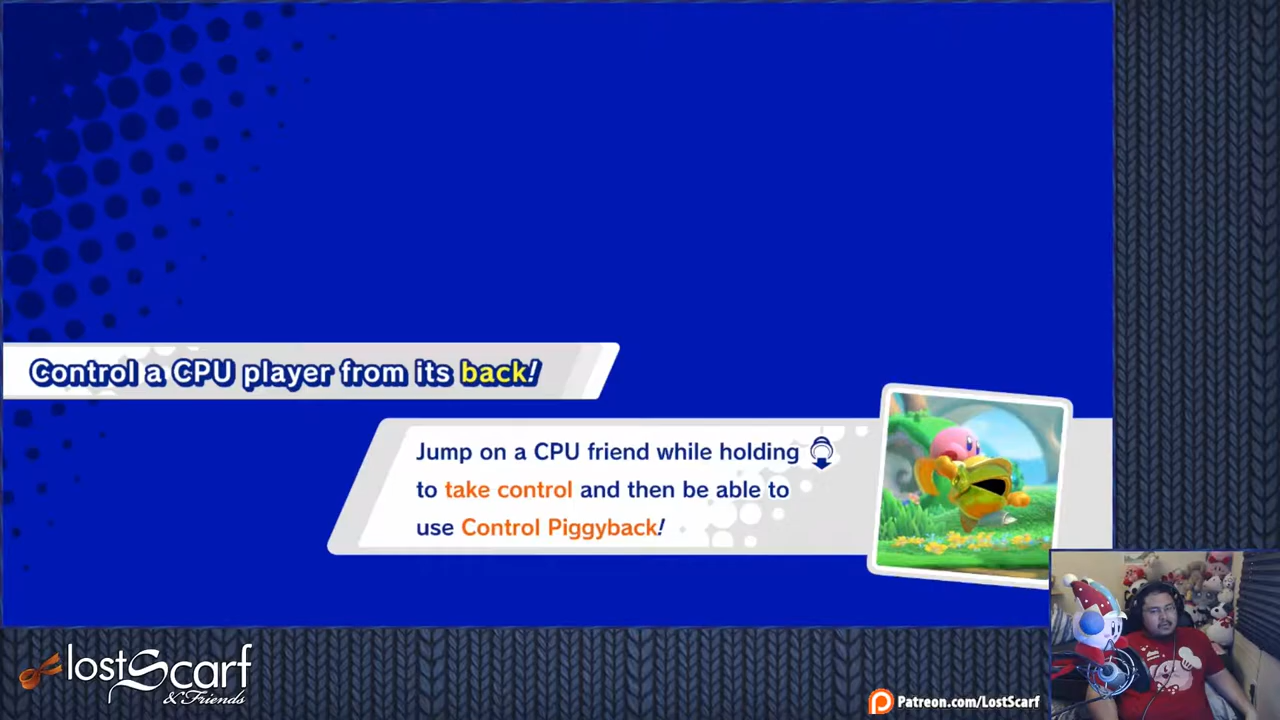 Control a CPU player from its back!
Jump on a CPU friend while holding
to take control and then be able to
use Control Piggyback!
lostScarf
& Friends
Patreon.com/LostScarf